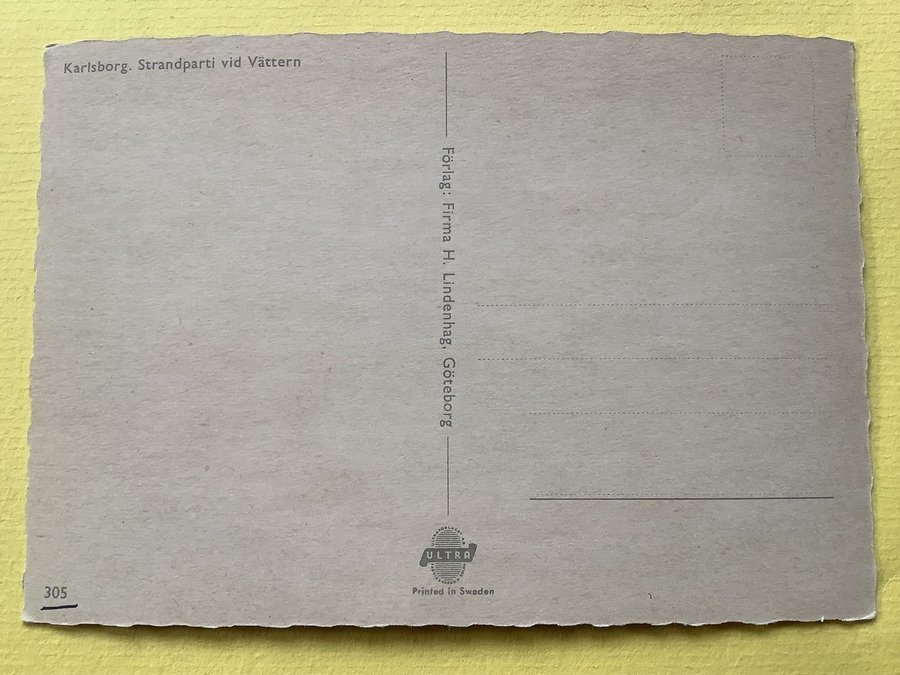 Karlsborg. Strandparti vid Vättern
Förlag: Firma H. Lindenhag, Göteborg
ULTRA
Printed in Sweden
305